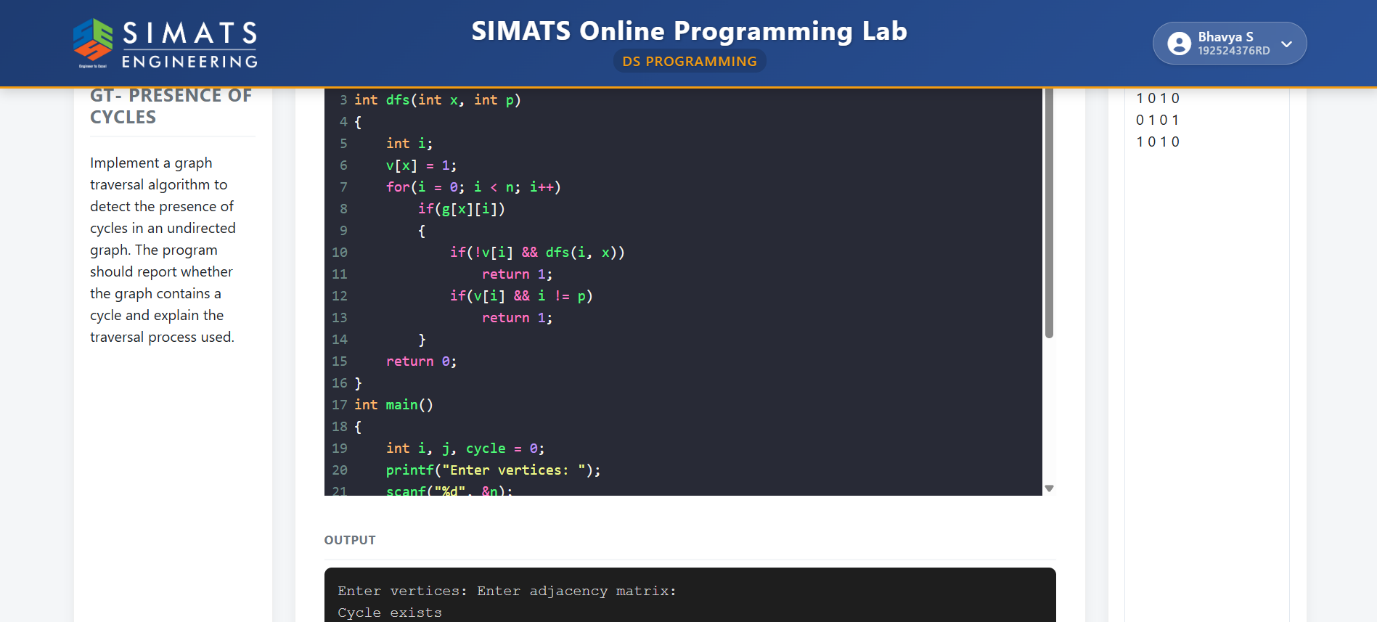 SIMATS
ENGINEERING
Engineer to Excel
SIMATS Online Programming Lab
DS PROGRAMMING
Bhavya S
192524376RD
GT- PRESENCE OF
CYCLES
Implement a graph
traversal algorithm to
detect the presence of
cycles in an undirected
graph. The program
should report whether
the graph contains a
cycle and explain the
traversal process used.
3 int dfs(int x, int p)
4 {
5     int i;
6     v[x] = 1;
7     for(i = 0; i < n; i++)
8         if(g[x][i])
9         {
10             if(!v[i] && dfs(i, x))
11                 return 1;
12             if(v[i] && i != p)
13                 return 1;
14         }
15     return 0;
16 }
17 int main()
18 {
19     int i, j, cycle = 0;
20     printf("Enter vertices: ");
21     scanf("%d", &n);
OUTPUT
Enter vertices: Enter adjacency matrix:
Cycle exists
1 0 1 0
0 1 0 1
1 0 1 0